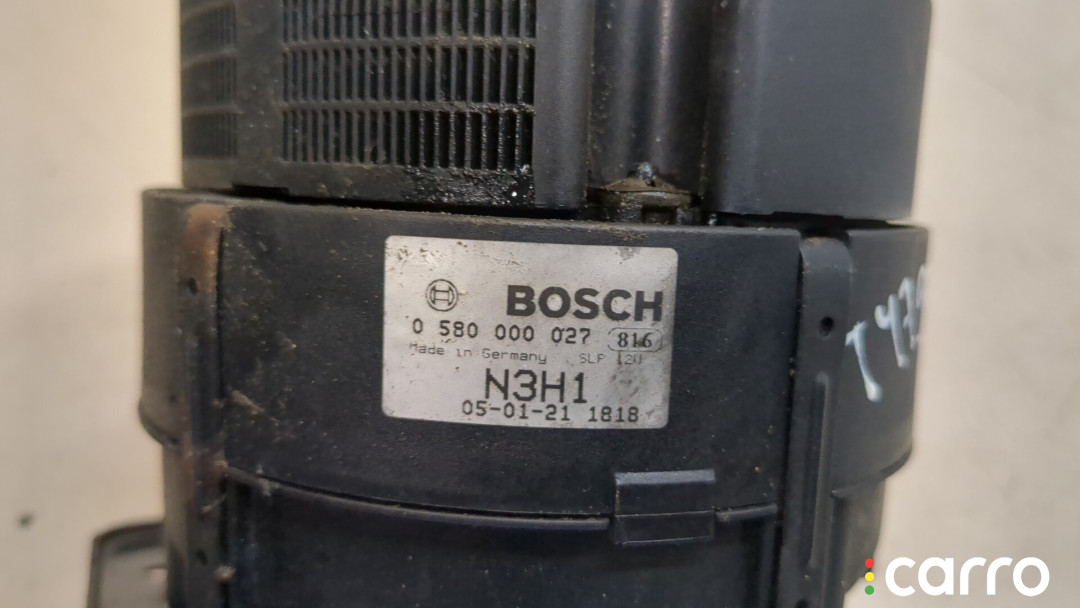 BOSCH
0 580 000 027 816
Made in Germany SLP 12V
N3H1
05-01-21 1818
carro